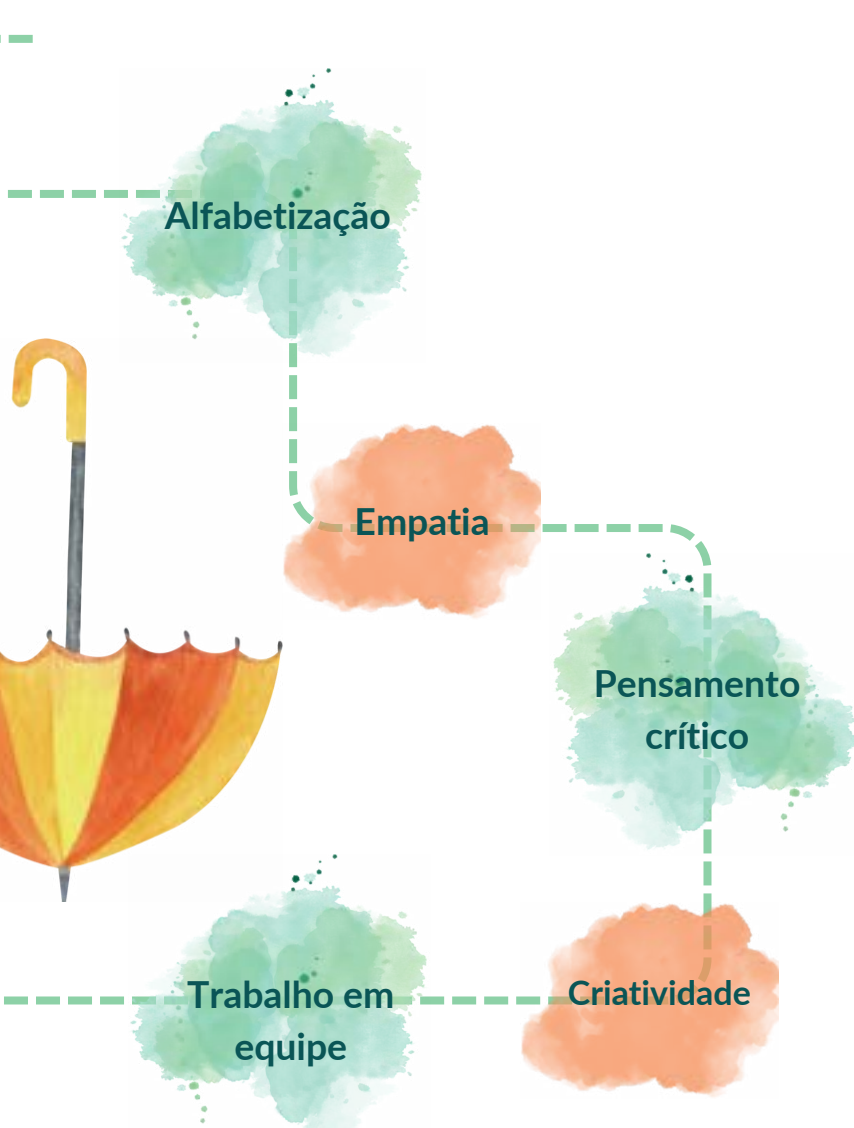 Alfabetização
Empatia
Pensamento
crítico
Trabalho em
equipe
Criatividade